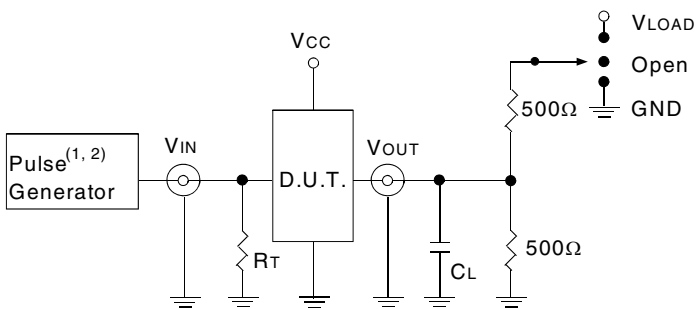 VLOAD
VCC
Open
500Ω
GND
VIN
VOUT
Pulse(1, 2)
Generator
D.U.T.
RT
CL
500Ω